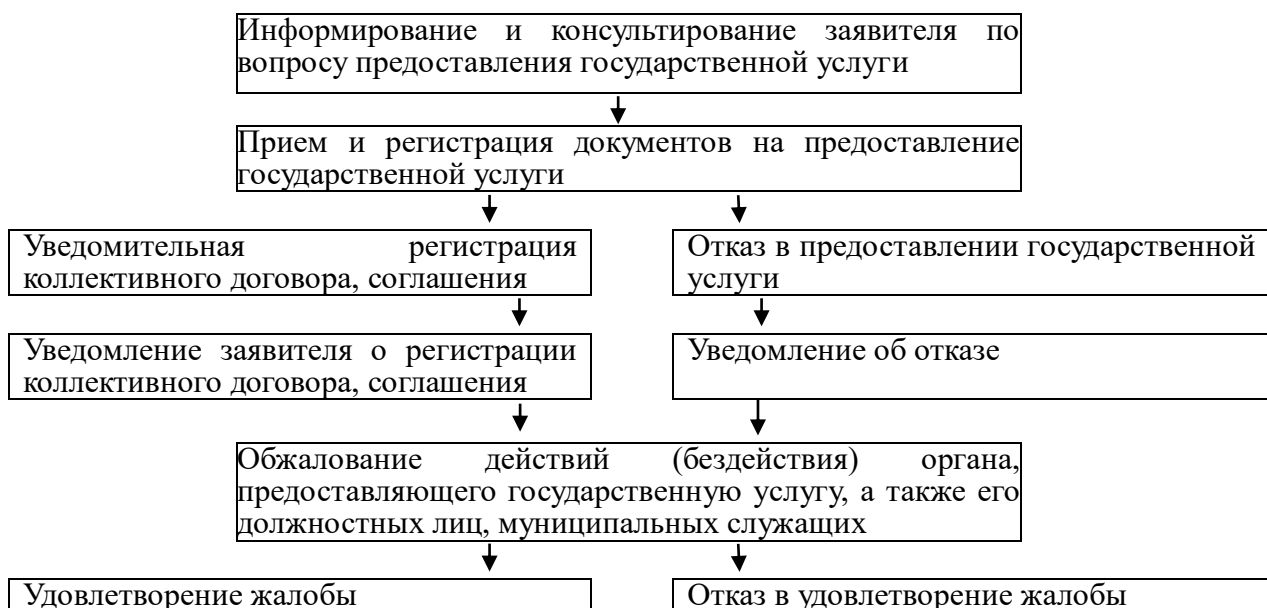 Информирование и консультирование заявителя по
вопросу предоставления государственной услуги
Прием и регистрация документов на предоставление
государственной услуги
Уведомительная регистрация
коллективного договора, соглашения
Отказ в предоставлении государственной
услуги
Уведомление заявителя о регистрации
коллективного договора, соглашения
Уведомление об отказе
Обжалование действий (бездействия) органа,
предоставляющего государственную услугу, а также его
должностных лиц, муниципальных служащих
Удовлетворение жалобы
Отказ в удовлетворение жалобы